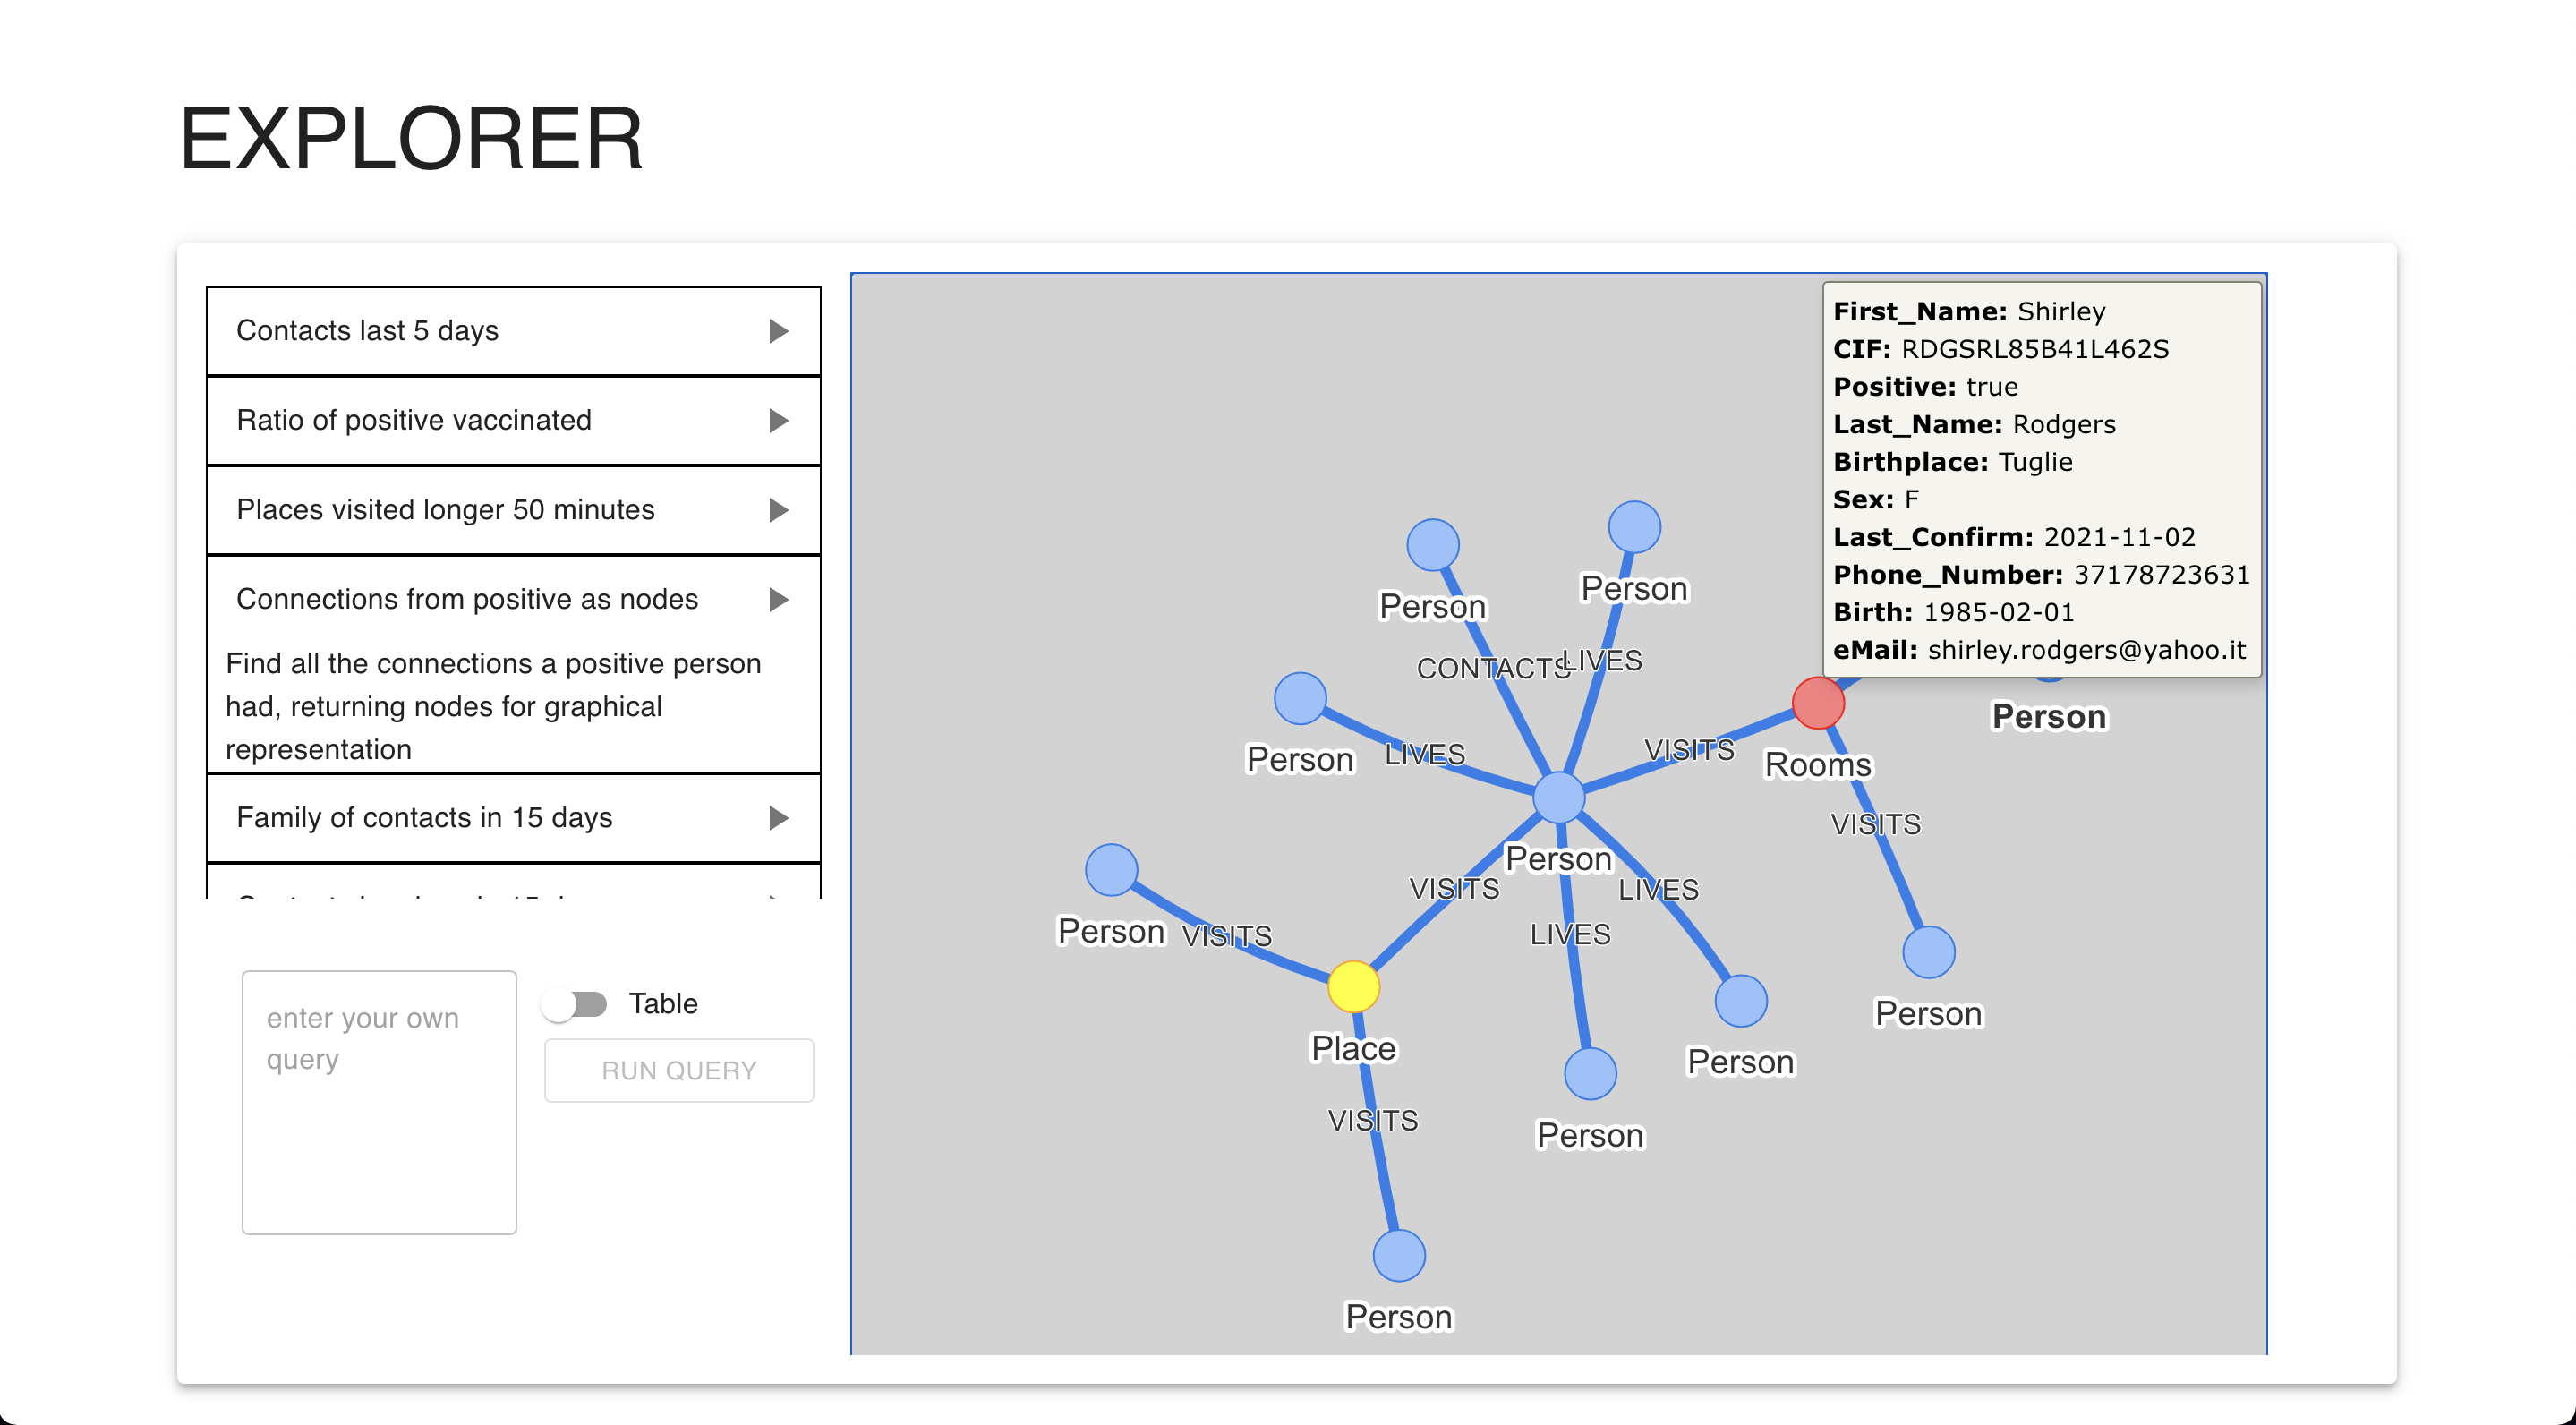 EXPLORER
Contacts last 5 days
Ratio of positive vaccinated
Places visited longer 50 minutes
Connections from positive as nodes
Find all the connections a positive person
had, returning nodes for graphical
representation
Family of contacts in 15 days
enter your own
query
Table
RUN QUERY
First_Name: Shirley
CIF: RDGSRL85B41L462S
Positive: true
Last_Name: Rodgers
Birthplace: Tuglie
Sex: F
Last_Confirm: 2021-11-02
Phone_Number: 37178723631
Birth: 1985-02-01
eMail: shirley.rodgers@yahoo.it
Person
Person
CONTACTS
LIVES
Person
Person
LIVES
VISITS
Rooms
VISITS
Person
VISITS
LIVES
Person
VISITS
LIVES
Person
Place
Person
VISITS
Person
Person